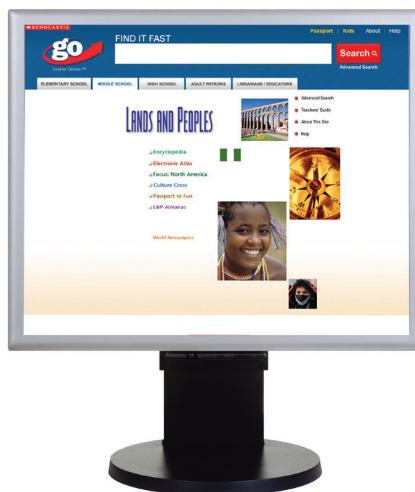 SCHOLASTIC
Passport | Kids About | Help
FIND IT FAST
go
Grolier Online™
Search
Advanced Search
ELEMENTARY SCHOOL MIDDLE SCHOOL HIGH SCHOOL ADULT PATRONS LIBRARIANS / EDUCATORS
LANDS AND PEOPLES
Advanced Search
Teachers' Guide
About This Site
Help
Encyclopedia
Electronic Atlas
Focus: North America
Culture Cross
Passport to Fun
L&P Almanac
World Newspapers